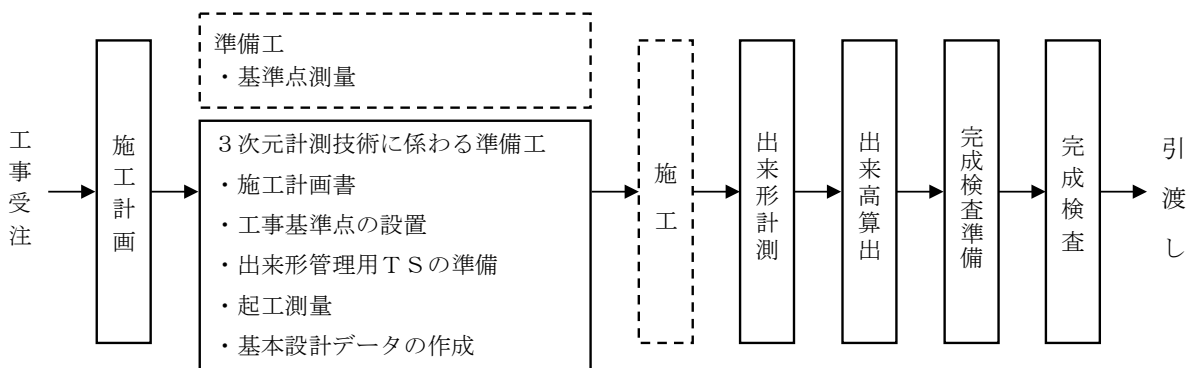 工事受注
施工計画
準備工
・基準点測量
３次元計測技術に係わる準備工
・施工計画書
・工事基準点の設置
・出来形管理用ＴＳの準備
・起工測量
・基本設計データの作成
施工
出来形計測
出来高算出
完成検査準備
完成検査
引渡し